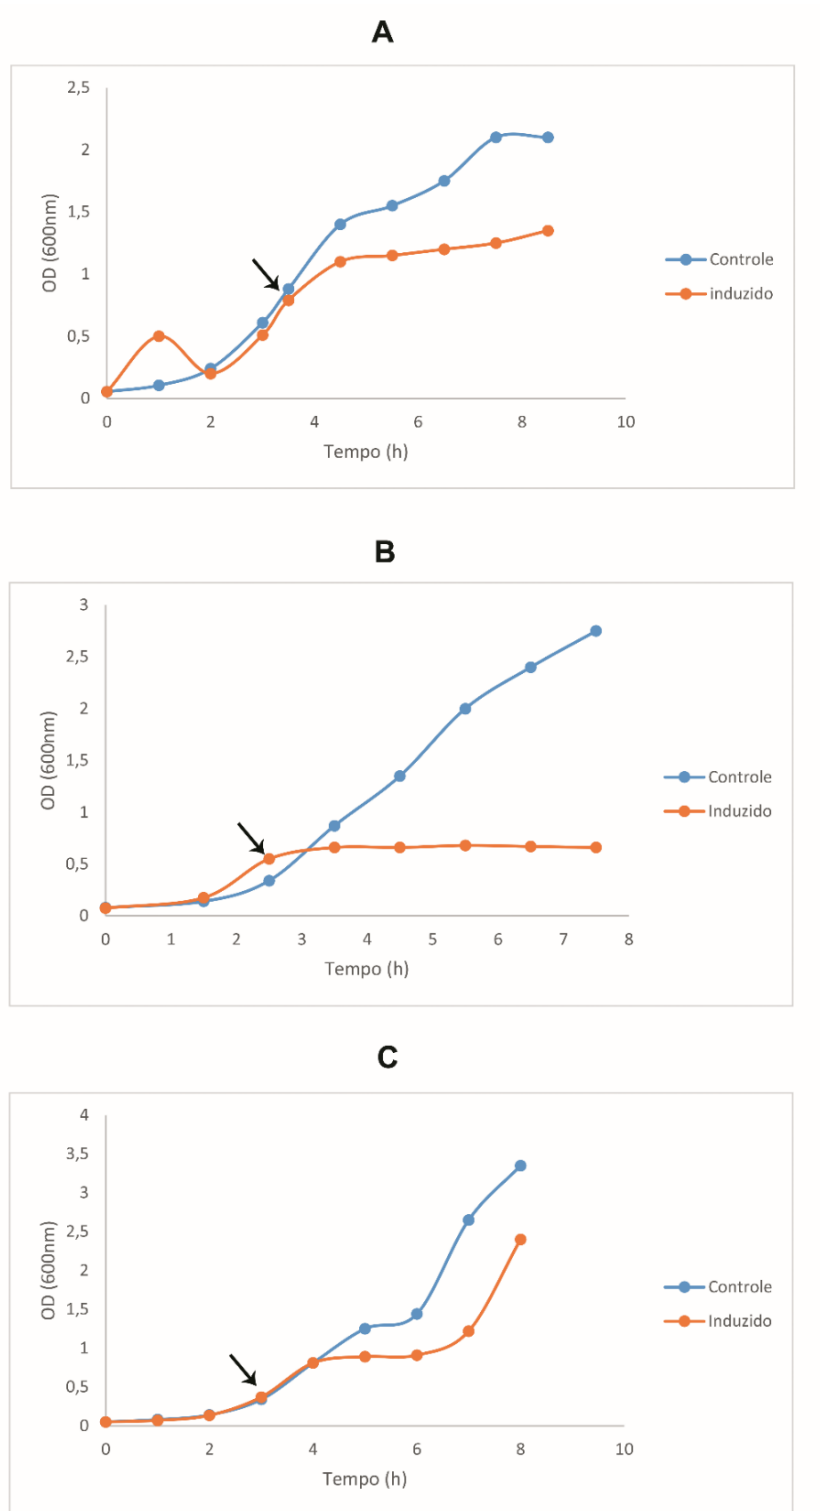 A
2,5
2
1,5
1
0,5
0
OD (600nm)
0 2 4 6 8 10
Tempo (h)
Controle
induzido
B
3
2,5
2
1,5
1
0,5
0
OD (600nm)
0 1 2 3 4 5 6 7 8
Tempo (h)
Controle
Induzido
C
4
3,5
3
2,5
2
1,5
1
0,5
0
OD (600nm)
0 2 4 6 8 10
Tempo (h)
Controle
Induzido